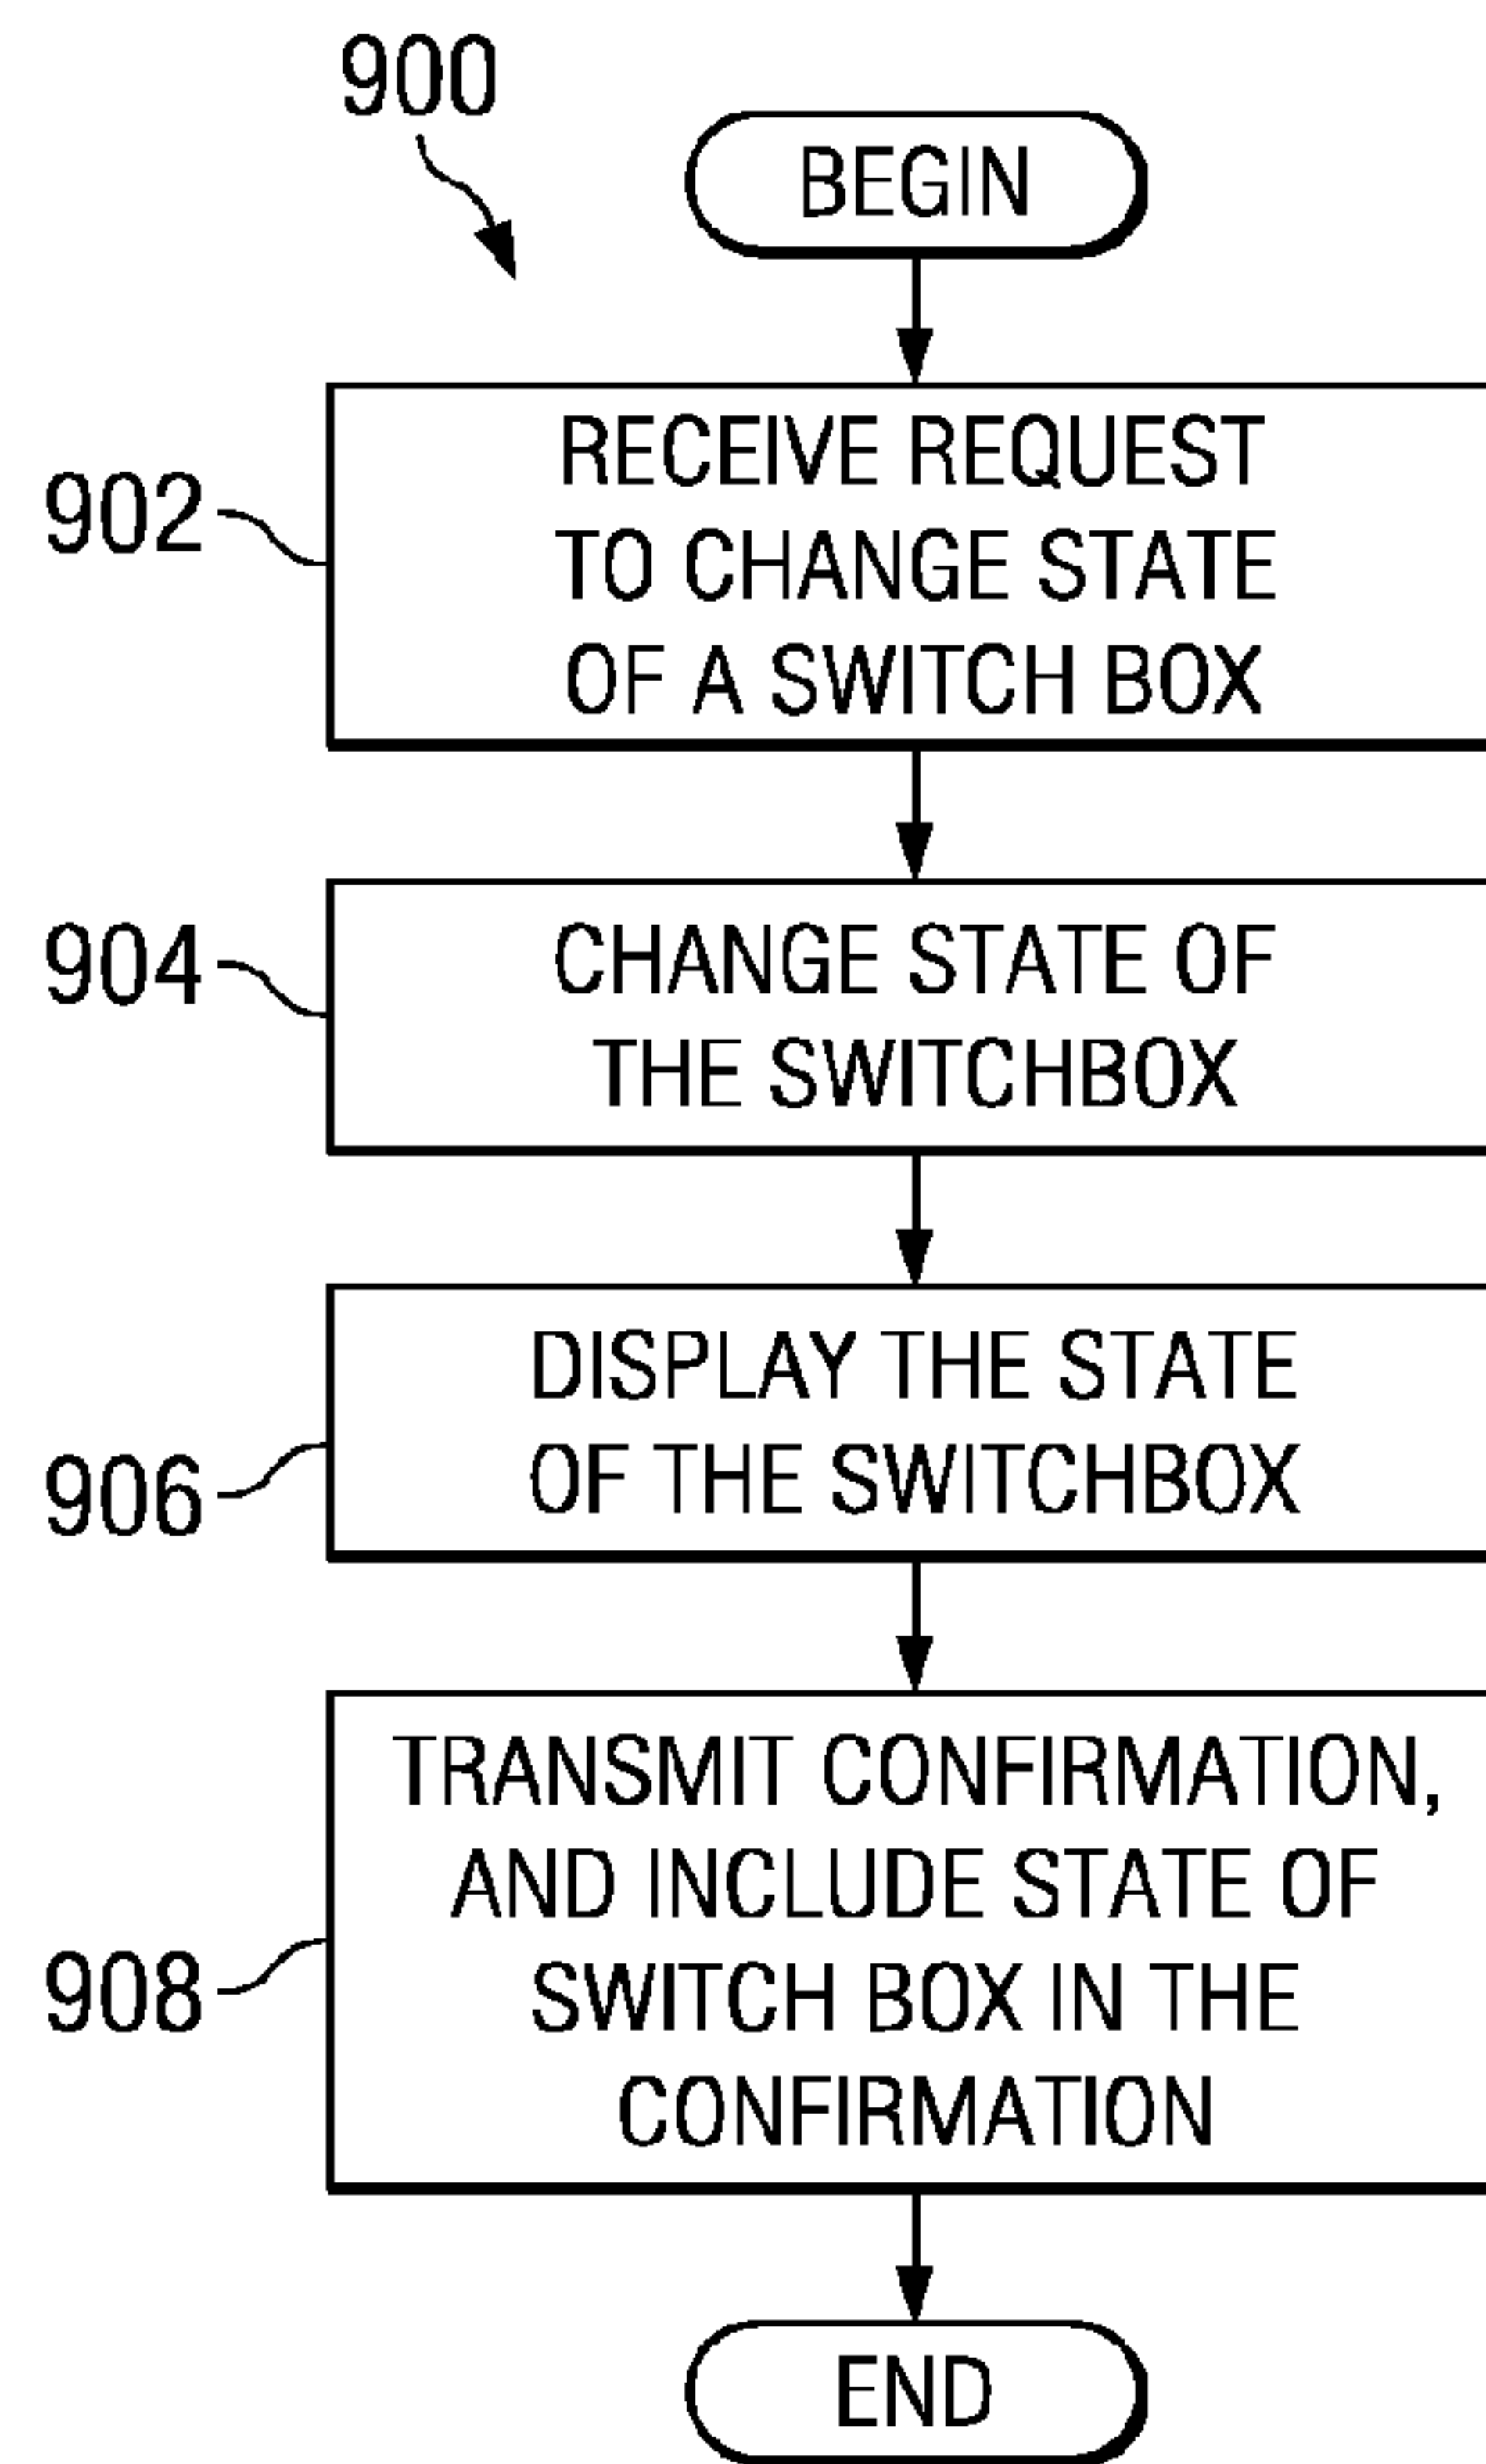 900
BEGIN
902
RECEIVE REQUEST
TO CHANGE STATE
OF A SWITCH BOX
904
CHANGE STATE OF
THE SWITCHBOX
906
DISPLAY THE STATE
OF THE SWITCHBOX
908
TRANSMIT CONFIRMATION,
AND INCLUDE STATE OF
SWITCH BOX IN THE
CONFIRMATION
END